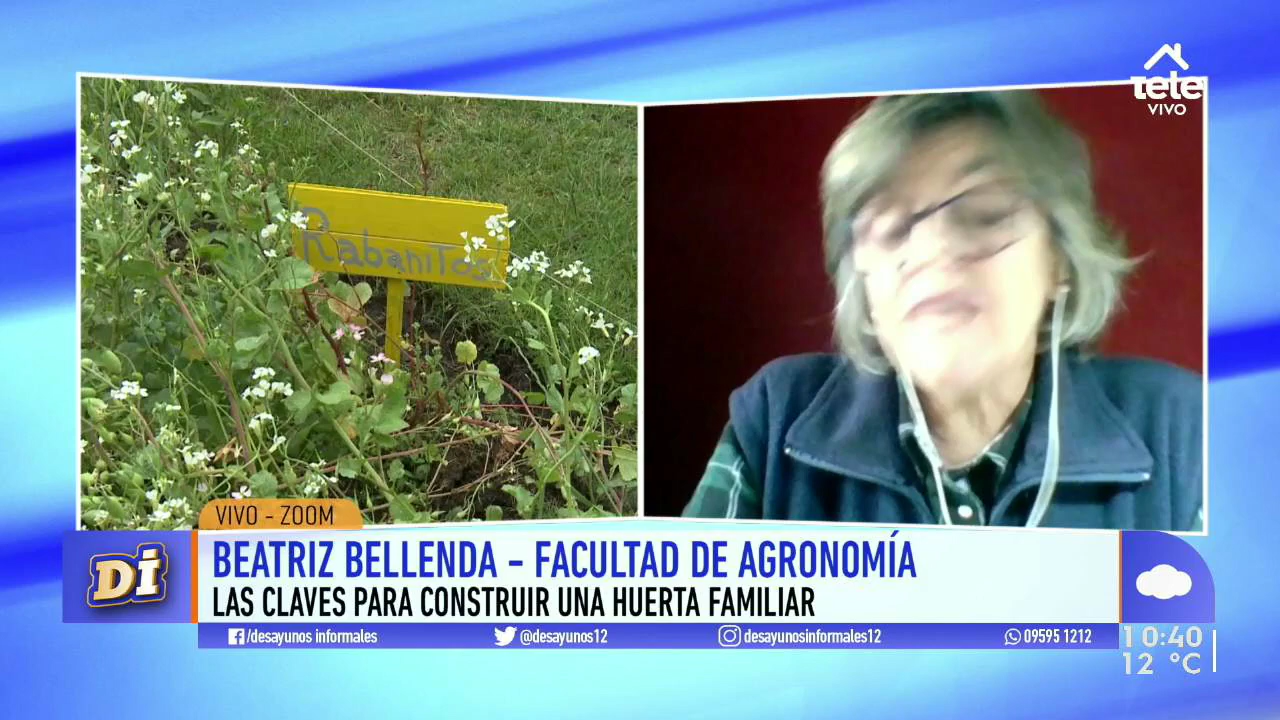 tete
VIVO
RabaniTos
VIVO - ZOOM
Di
BEATRIZ BELLENDA - FACULTAD DE AGRONOMÍA
LAS CLAVES PARA CONSTRUIR UNA HUERTA FAMILIAR
/desayunos informales
@desayunos12
desayunosinformales12
09595 1212
10:40
12 °C